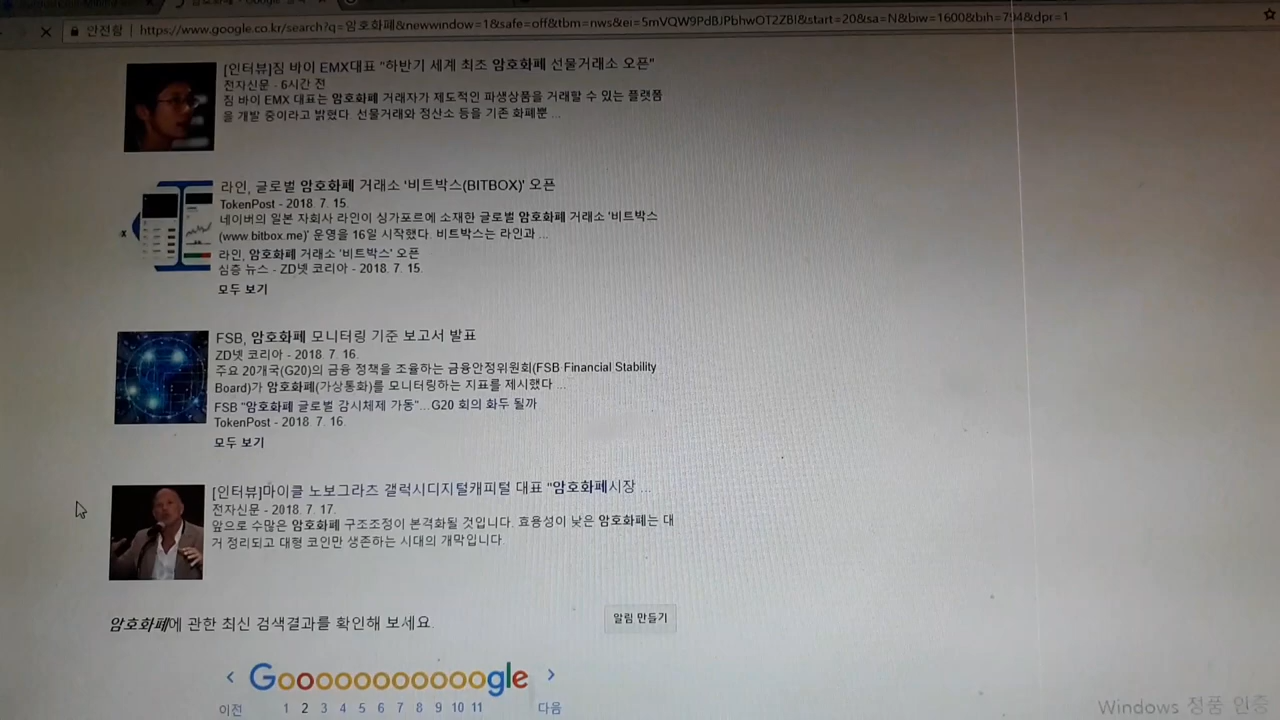 안전함 | https://www.google.co.kr/search?q=암호화폐&newwindow=1&safe=off&tbm=nws&ei=5mVQW9PdBJPbhwOT2ZBI&start=20&sa=N&biw=1600&bih=794&dpr=1
[인터뷰]짐 바이 EMX대표 "하반기 세계 최초 암호화폐 선물거래소 오픈"
전자신문 - 6시간 전
짐 바이 EMX 대표는 암호화폐 거래자가 제도적인 파생상품을 거래할 수 있는 플랫폼
을 개발 중이라고 밝혔다. 선물거래와 정산소 등을 기존 화폐뿐 ...
라인, 글로벌 암호화폐 거래소 '비트박스(BITBOX)' 오픈
TokenPost - 2018. 7. 15.
네이버의 일본 자회사 라인이 싱가포르에 소재한 글로벌 암호화폐 거래소 '비트박스
(www.bitbox.me)' 운영을 16일 시작했다. 비트박스는 라인과 ...
라인, 암호화폐 거래소 '비트박스' 오픈
심층 뉴스 - ZD넷 코리아 - 2018. 7. 15.
모두 보기
FSB, 암호화폐 모니터링 기준 보고서 발표
ZD넷 코리아 - 2018. 7. 16.
주요 20개국(G20)의 금융 정책을 조율하는 금융안정위원회(FSB·Financial Stability
Board)가 암호화폐(가상통화)를 모니터링하는 지표를 제시했다 ...
FSB "암호화폐 글로벌 감시체제 가동"...G20 회의 화두 될까
TokenPost - 2018. 7. 16.
모두 보기
[인터뷰]마이클 노보그라츠 갤럭시디지털캐피털 대표 "암호화폐시장 ...
전자신문 - 2018. 7. 17.
앞으로 수많은 암호화폐 구조조정이 본격화될 것입니다. 효용성이 낮은 암호화폐는 대
거 정리되고 대형 코인만 생존하는 시대의 개막입니다.
암호화폐에 관한 최신 검색결과를 확인해 보세요.
알림 만들기
< Goooooooooogle >
이전 1 2 3 4 5 6 7 8 9 10 11 다음
Windows 정품 인증